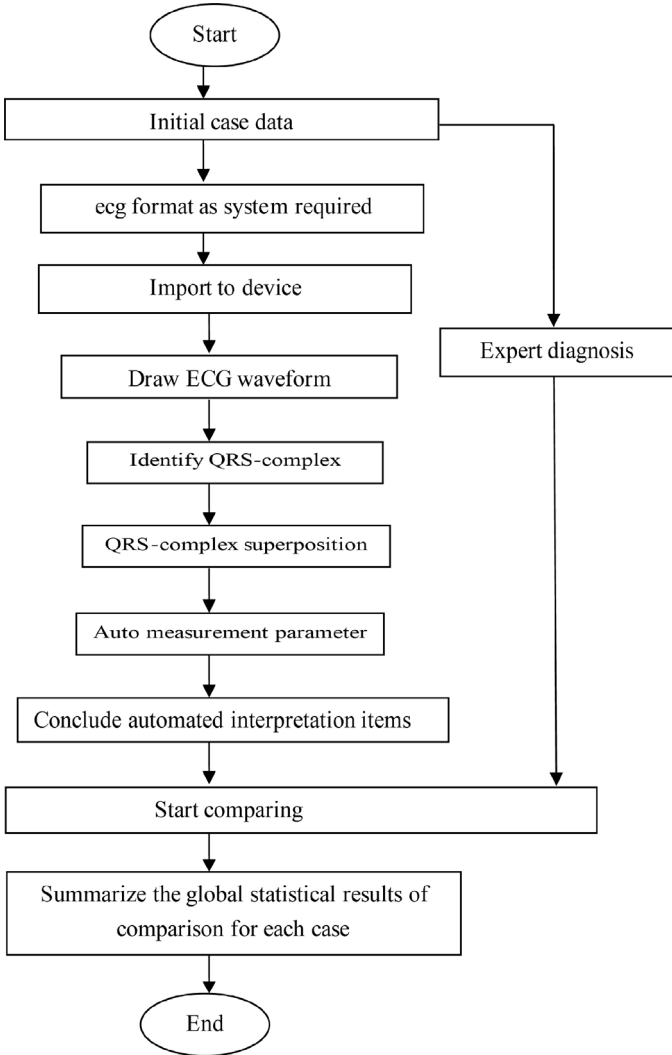 Start
Initial case data
ecg format as system required
Import to device
Expert diagnosis
Draw ECG waveform
Identify QRS-complex
QRS-complex superposition
Auto measurement parameter
Conclude automated interpretation items
Start comparing
Summarize the global statistical results of
comparison for each case
End